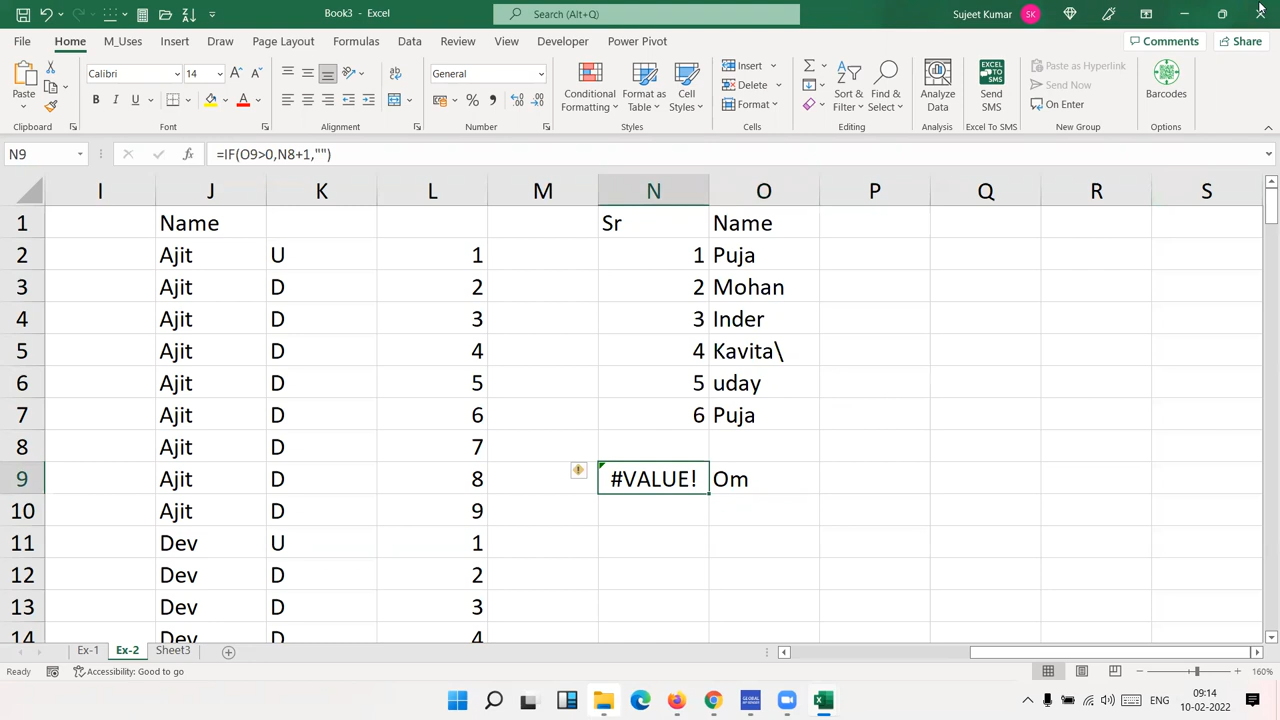 Book3 - Excel
Search (Alt+Q)
Sujeet Kumar
SK
File Home M_Uses Insert Draw Page Layout Formulas Data Review View Developer Help Power Pivot
Comments Share
Paste
Calibri 14
B I U
General
Conditional Formatting
Format as Table
Cell Styles
Insert
Delete
Format
Sort & Filter
Find & Select
Analyze Data
EXCEL TO SMS
Send SMS
Paste as Hyperlink
Send Now
On Enter
Barcodes
Clipboard Font Alignment Number Styles Cells Editing Analysis Excel To SMS New Group Options
N9 fx =IF(O9>0,N8+1,"")
I J K L M N O P Q R S
1 Name Sr Name
2 Ajit U 1 1 Puja
3 Ajit D 2 2 Mohan
4 Ajit D 3 3 Inder
5 Ajit D 4 4 Kavita\
6 Ajit D 5 5 uday
7 Ajit D 6 6 Puja
8 Ajit D 7
9 Ajit D 8 #VALUE! Om
10 Ajit D 9
11 Dev U 1
12 Dev D 2
13 Dev D 3
14 Dev D 4
Ex-1 Ex-2 Sheet3
Ready Accessibility: Good to go 160%
ENG
09:14
10-02-2022